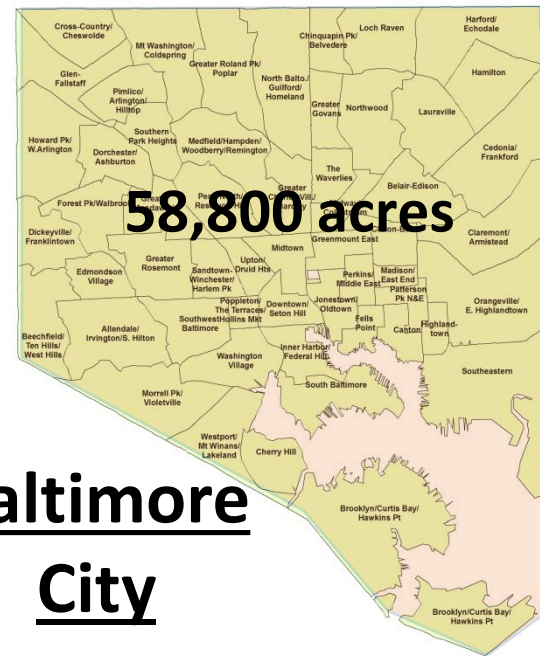 Cross-Country/
Cheswolde
Mt Washington/
Coldspring
Greater Roland Pk/
Poplar
Chinquapin Pk/
Belvedere
Loch Raven
Harford/
Echodale
Glen-
Fallstaff
Pimlico/
Arlington/
Hilltop
North Balto./
Guilford/
Homeland
Greater
Govans
Northwood
Hamilton
Lauraville
Howard Pk/
W.Arlington
Dorchester/
Ashburton
Southern
Park Heights
Medfield/Hampden/
Woodberry/Remington
The
Waverlies
Cedonia/
Frankford
Belair-Edison
Forest Pk/Walbrook
Greater
58,800 acres
Dickeyville/
Franklintown
Greater
Rosemont
Midtown
Greenmount East
Claremont/
Armistead
Edmondson
Village
Sandtown-
Winchester/
Harlem Pk
Upton/
Druid Hts
Perkins/
Middle East
Madison/
East End
Patterson
Pk N&E
Orangeville/
E. Highlandtown
Poppleton/
The Terraces/
Hollins Mkt
Downtown/
Seton Hill
Jonestown/
Oldtown
Fells
Point
Canton
Highland-
town
Beechfield/
Ten Hills/
West Hills
Allendale/
Irvington/S. Hilton
Southwest
Baltimore
Washington
Village
Inner Harbor/
Federal Hill
Southeastern
South Baltimore
Morrell Pk/
Violetville
Westport/
Mt Winans/
Lakeland
Cherry Hill
altimore
City
Brooklyn/Curtis Bay/
Hawkins Pt
Brooklyn/Curtis Bay/
Hawkins Pt